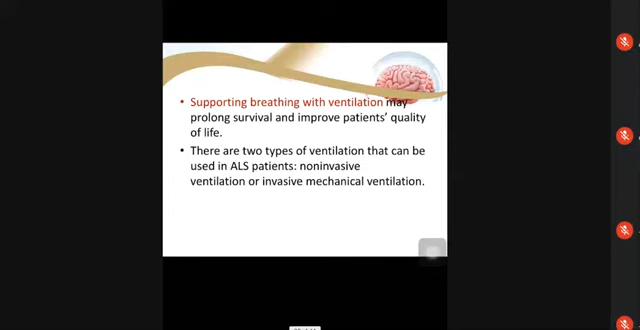 • Supporting breathing with ventilation may
prolong survival and improve patients' quality
of life.
• There are two types of ventilation that can be
used in ALS patients: noninvasive
ventilation or invasive mechanical ventilation.